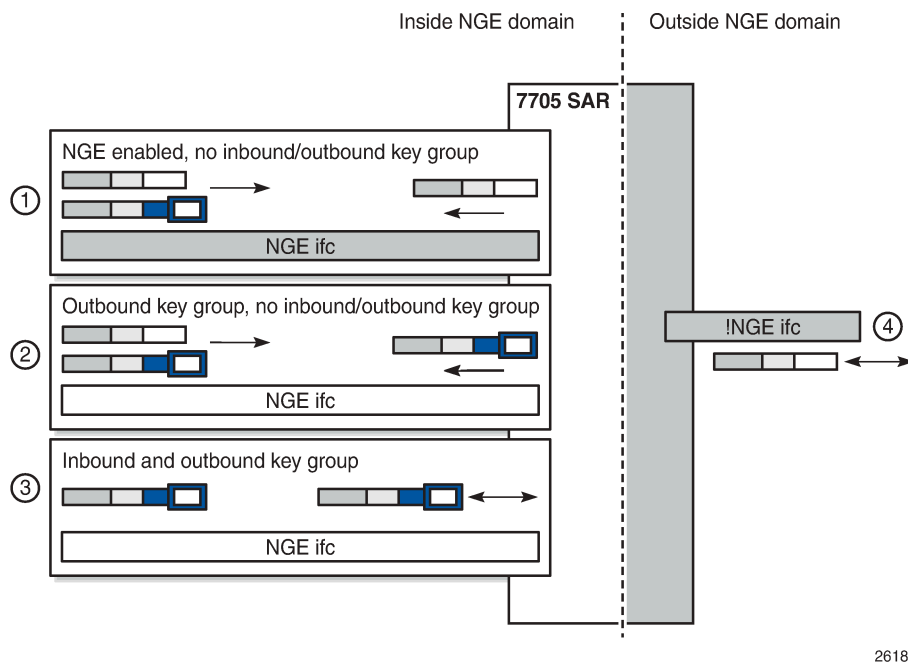 Inside NGE domain
Outside NGE domain
7705 SAR
1
NGE enabled, no inbound/outbound key group
NGE ifc
2
Outbound key group, no inbound/outbound key group
NGE ifc
3
Inbound and outbound key group
NGE ifc
!NGE ifc
4
2618